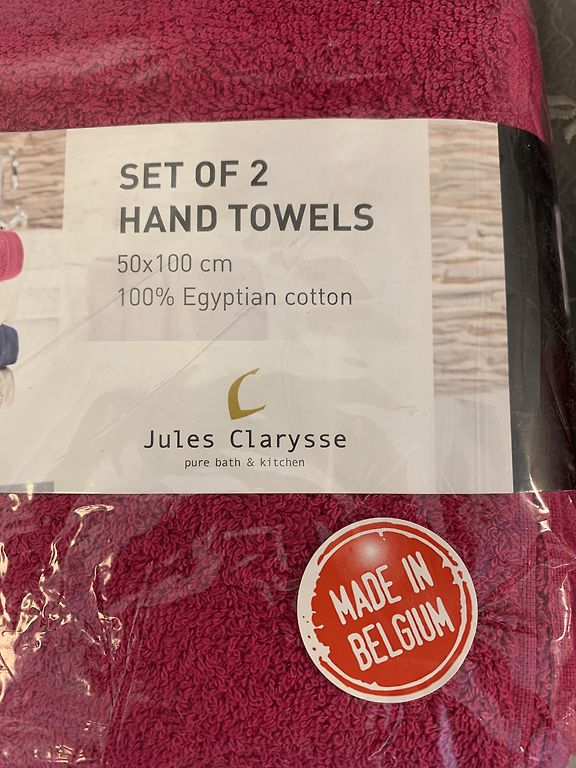 SET OF 2
HAND TOWELS
50x100 cm
100% Egyptian cotton
Jules Clarysse
pure bath & kitchen
MADE IN
BELGIUM